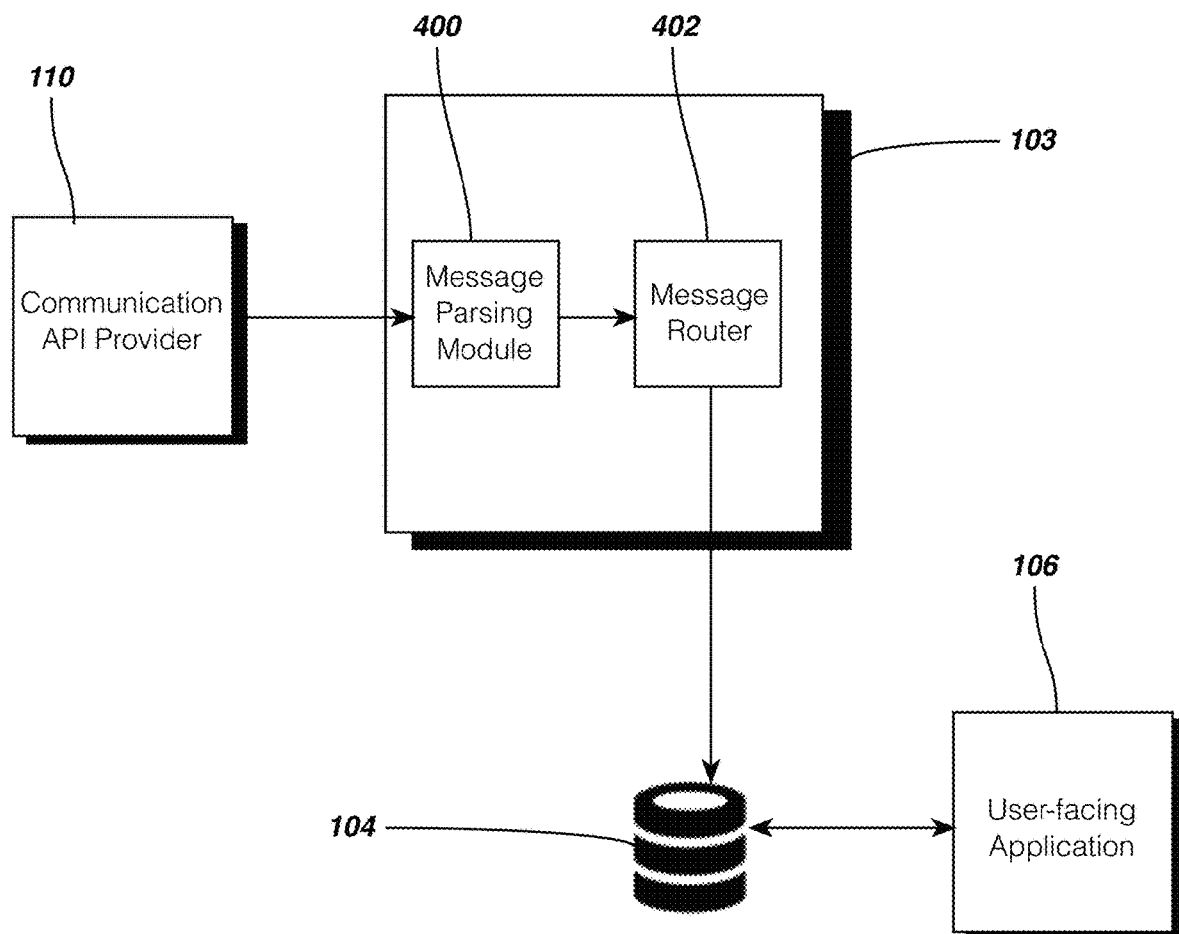 400
402
110
103
Communication
API Provider
Message
Parsing
Module
Message
Router
106
104
User-facing
Application